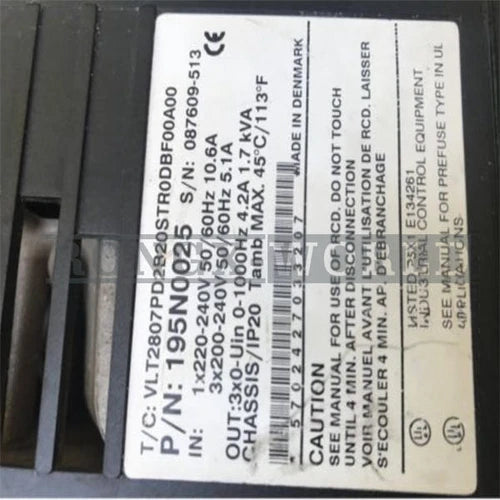 T/C: VLT2807PD2B20STR0DBF00A00
P/N: 195N0025 S/N: 087609-513
IN: 1x220-240V 50/60Hz 10.6A
3x200-240V 50/60Hz 5.1A
OUT: 3x0-Uin 0-1000Hz 4.2A 1.7 kVA
CHASSIS/IP20 Tamb MAX. 45°C/113°F
CE
* 5702427033207 *
MADE IN DENMARK
CAUTION
SEE MANUAL FOR USE OF RCD. DO NOT TOUCH
UNTIL 4 MIN. AFTER DISCONNECTION
VOIR MANUEL AVANT UTILISATION DE RCD. LAISSER
S'ECOULER 4 MIN. AP. DEBRANCHAGE
LISTED E134261
INDUSTRIAL CONTROL EQUIPMENT
SEE MANUAL FOR PREFUSE TYPE IN UL
APPLICATIONS